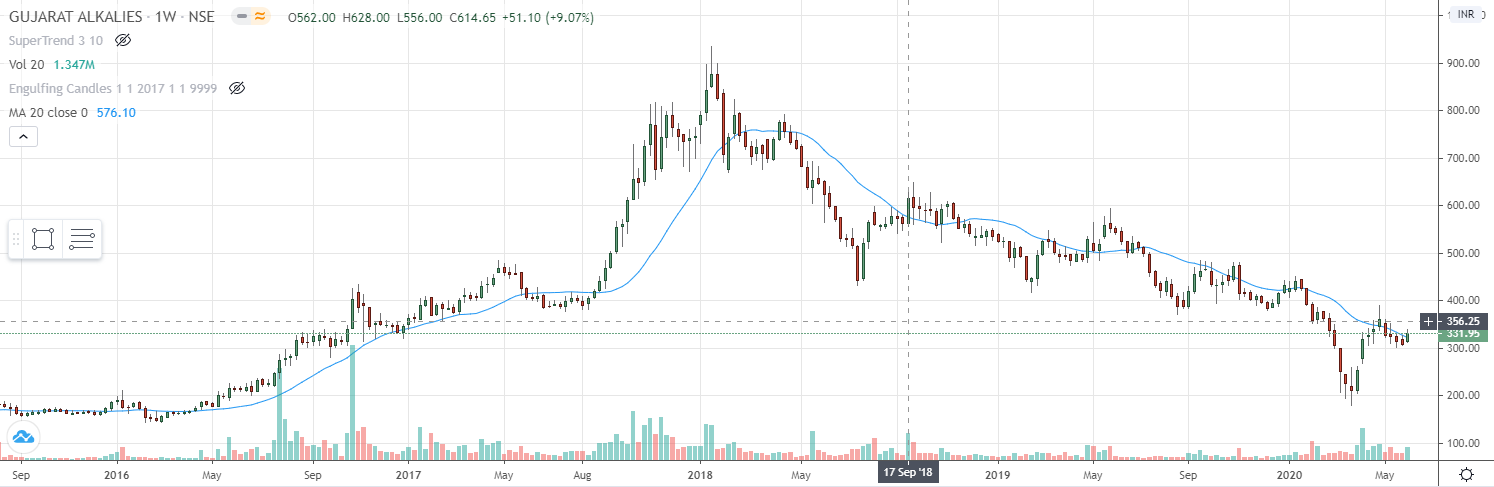 GUJARAT ALKALIES · 1W · NSE O562.00 H628.00 L556.00 C614.65 +51.10 (+9.07%)
INR
SuperTrend 3 10
Vol 20 1.347M
Engulfing Candles 1 1 2017 1 1 9999
MA 20 close 0 576.10
900.00
800.00
700.00
600.00
500.00
400.00
356.25
331.95
300.00
200.00
100.00
Sep 2016 May Sep 2017 May Aug 2018 May 17 Sep '18 2019 May Sep 2020 May